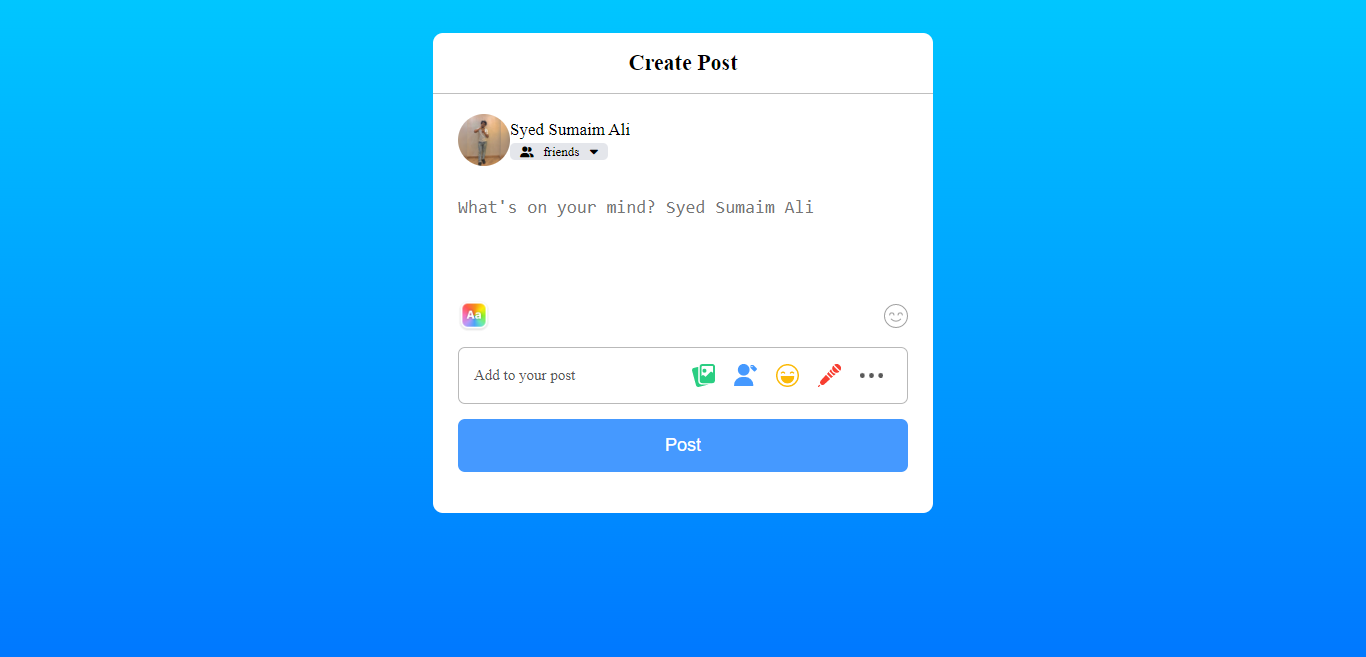 Create Post
Syed Sumaim Ali
friends
What's on your mind? Syed Sumaim Ali
Aa
Add to your post
Post